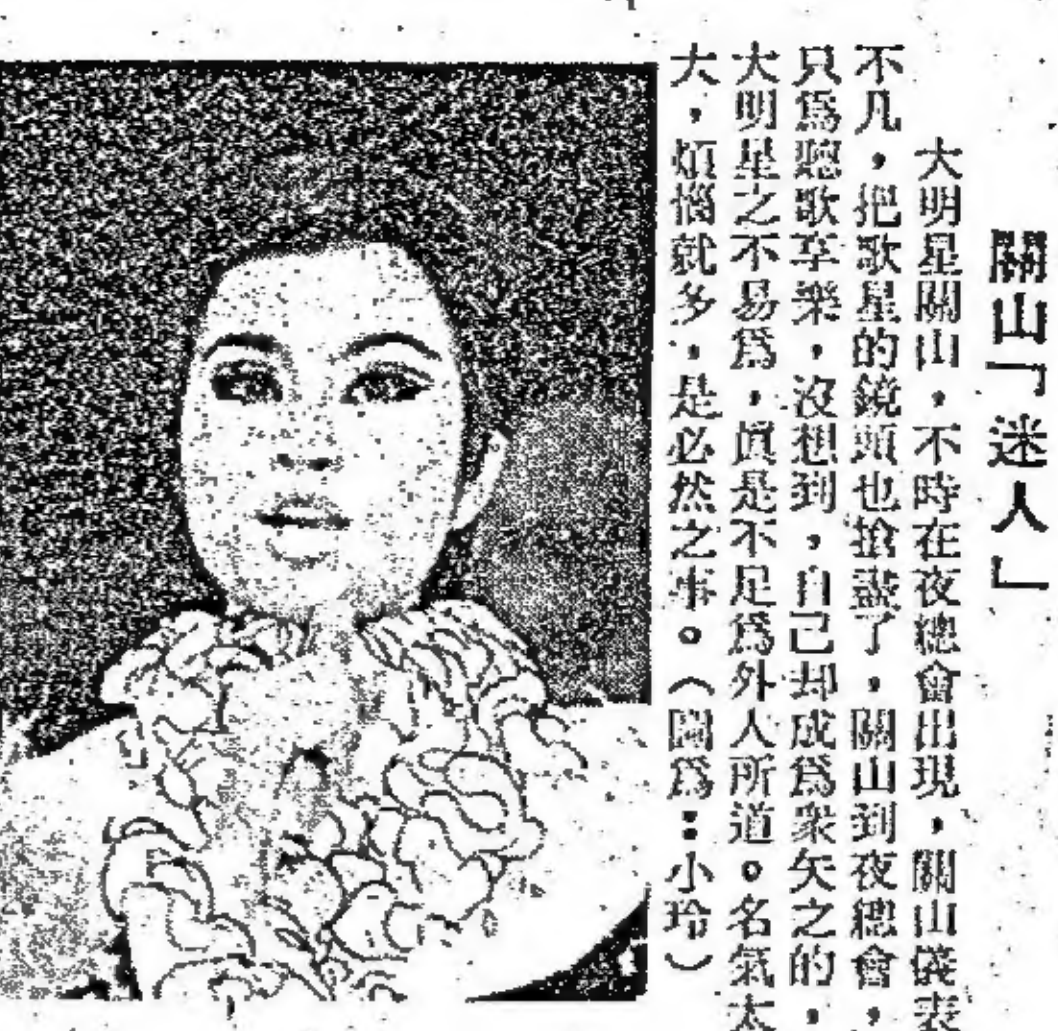 關山「迷人」
大明星關山，不時在夜總會出現，關山儀表
不凡，把歌星的鏡頭也搶盡了，關山到夜總會，
只爲聽歌享樂，沒想到，自己却成爲衆矢之的，
大明星之不易爲，眞是不足爲外人所道。名氣太
大，煩惱就多，是必然之事。（圖爲：小玲）